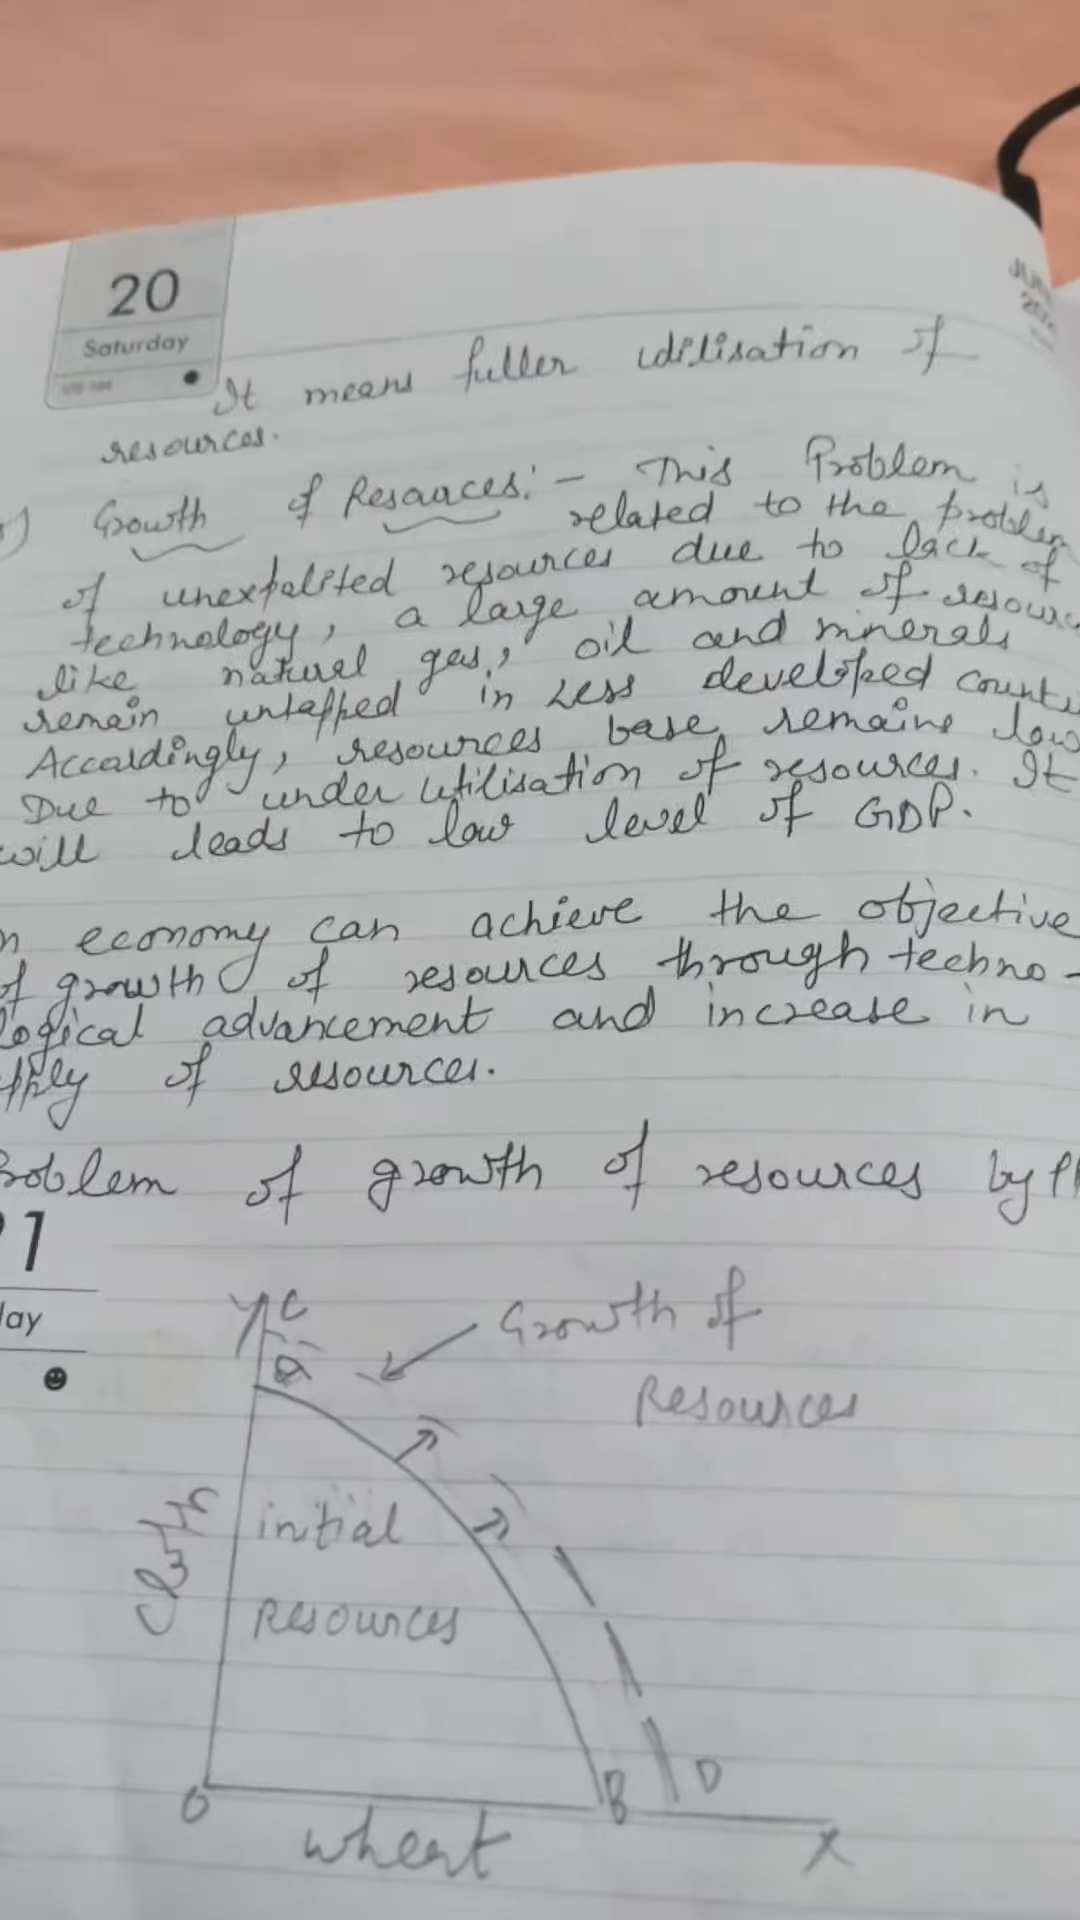 20
Saturday
It means fuller utilisation of
resources.
Growth of Resources:- This Problem is
related to the problem
of unexpalited resources due to lack of
technology, a large amount of
like natural gas, oil and minerals
remain untapped in Less developed
Accordingly, resources base remains low
Due to under utilisation of resources. It
will leads to low level of GDP.
economy can achieve the objective
of growth of resources through techno-
logical advancement and increase in
of resources.
of growth of resources by
Y C
Growth of
Resources
Cloth
initial
Resources
O
B D
X
wheat